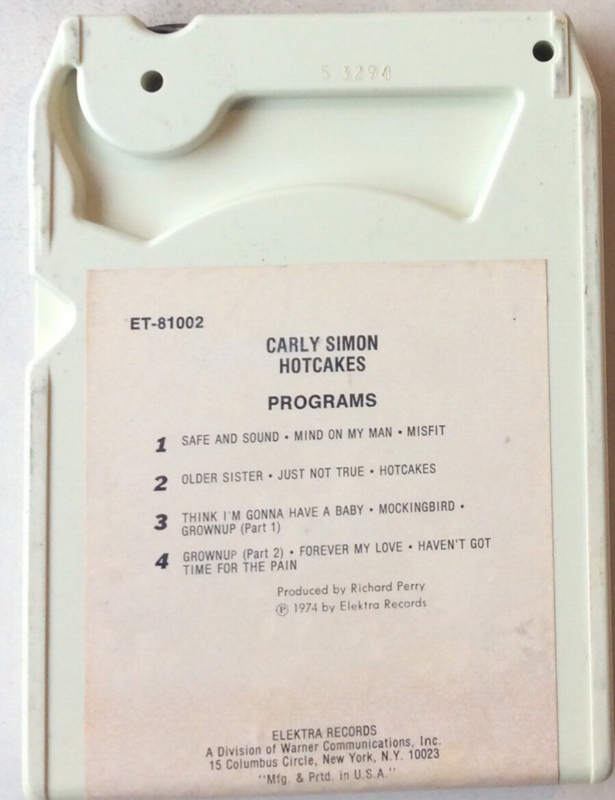 S 3294
ET-81002
CARLY SIMON
HOTCAKES
PROGRAMS
1 SAFE AND SOUND • MIND ON MY MAN • MISFIT
2 OLDER SISTER • JUST NOT TRUE • HOTCAKES
3 THINK I'M GONNA HAVE A BABY • MOCKINGBIRD •
GROWNUP (Part 1)
4 GROWNUP (Part 2) • FOREVER MY LOVE • HAVEN'T GOT
TIME FOR THE PAIN
Produced by Richard Perry
℗ 1974 by Elektra Records
ELEKTRA RECORDS
A Division of Warner Communications, Inc.
15 Columbus Circle, New York, N.Y. 10023
"Mfg. & Prtd. in U.S.A."